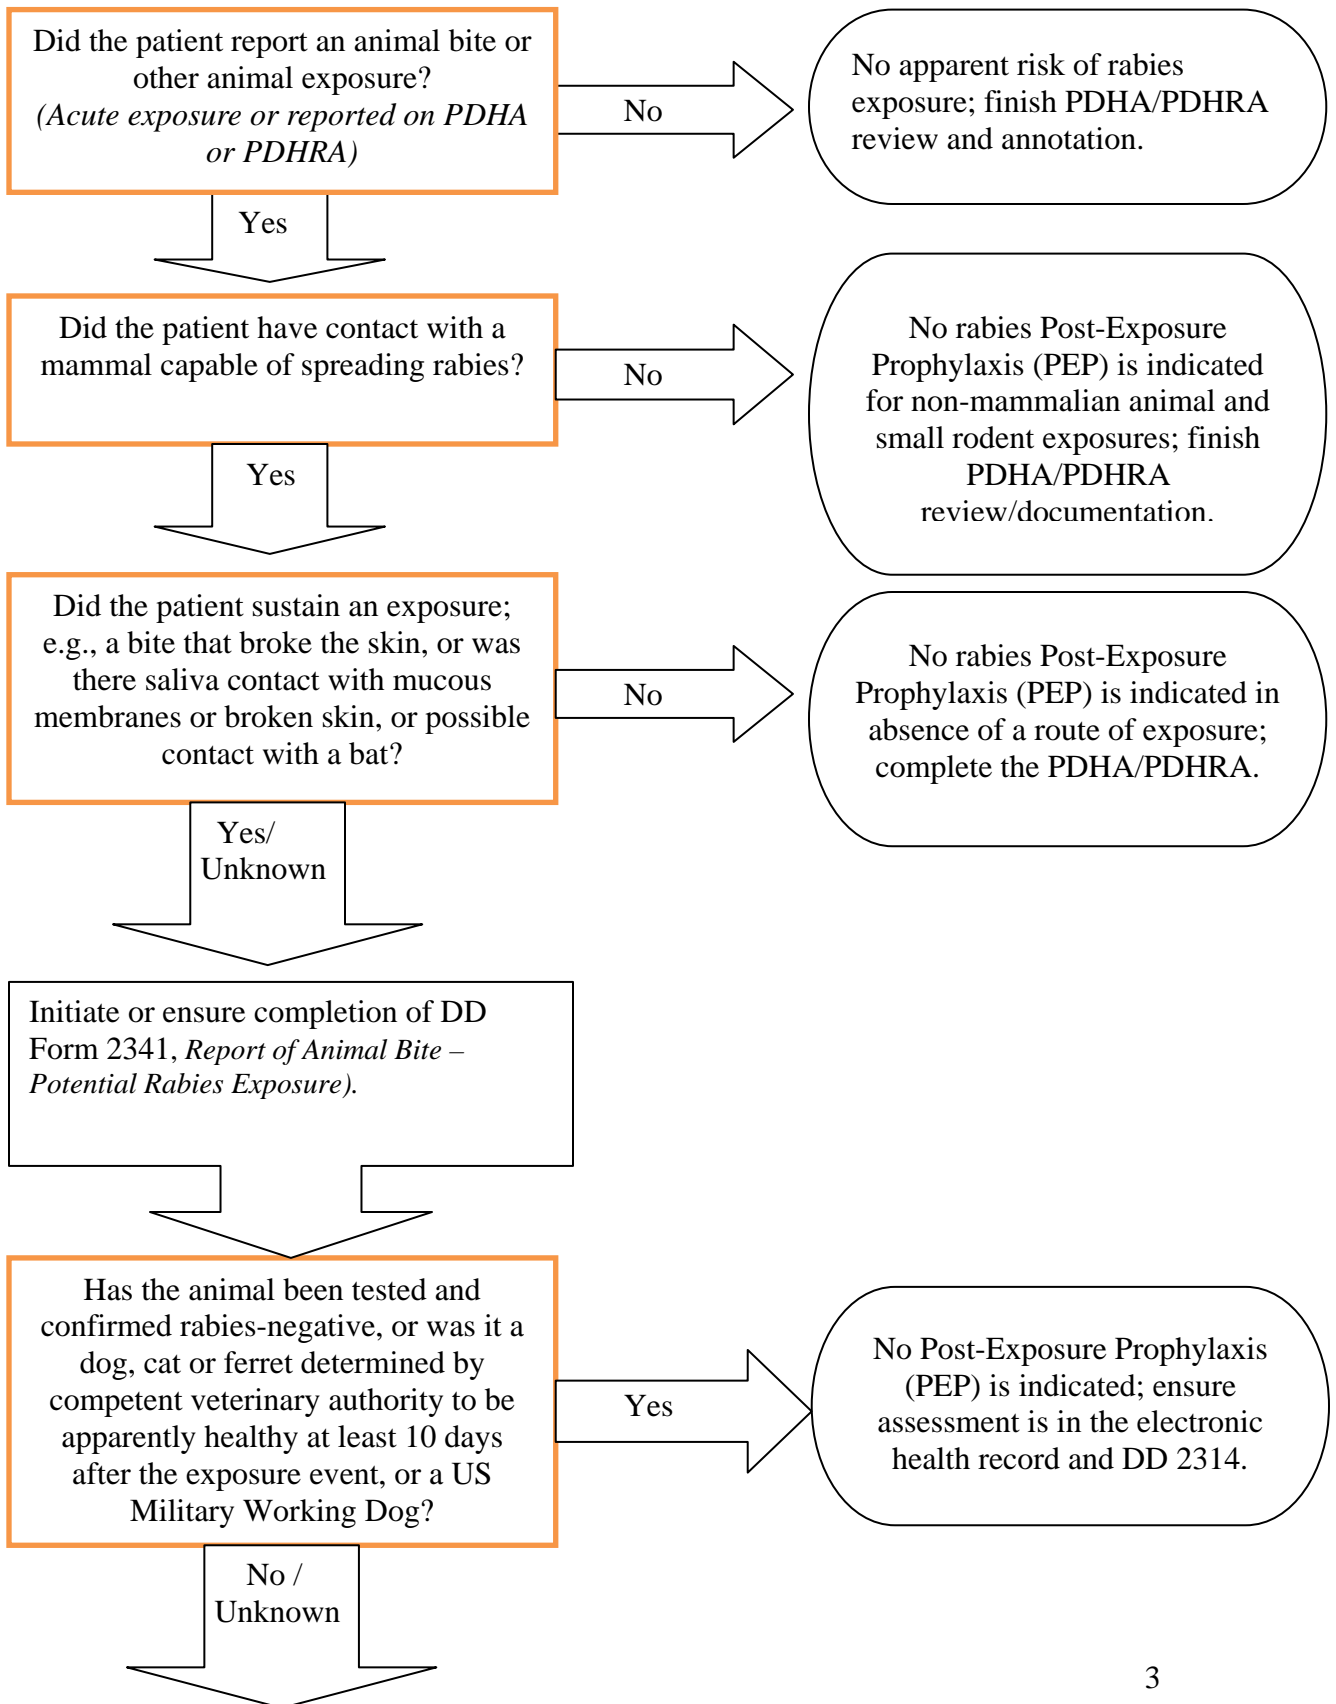 Did the patient report an animal bite or
other animal exposure?
(Acute exposure or reported on PDHA
or PDHRA)
No
No apparent risk of rabies
exposure; finish PDHA/PDHRA
review and annotation.
Yes
Did the patient have contact with a
mammal capable of spreading rabies?
No
No rabies Post-Exposure
Prophylaxis (PEP) is indicated
for non-mammalian animal and
small rodent exposures; finish
PDHA/PDHRA
review/documentation.
Yes
Did the patient sustain an exposure;
e.g., a bite that broke the skin, or was
there saliva contact with mucous
membranes or broken skin, or possible
contact with a bat?
No
No rabies Post-Exposure
Prophylaxis (PEP) is indicated in
absence of a route of exposure;
complete the PDHA/PDHRA.
Yes/
Unknown
Initiate or ensure completion of DD
Form 2341, Report of Animal Bite –
Potential Rabies Exposure).
Has the animal been tested and
confirmed rabies-negative, or was it a
dog, cat or ferret determined by
competent veterinary authority to be
apparently healthy at least 10 days
after the exposure event, or a US
Military Working Dog?
Yes
No Post-Exposure Prophylaxis
(PEP) is indicated; ensure
assessment is in the electronic
health record and DD 2314.
No /
Unknown
3